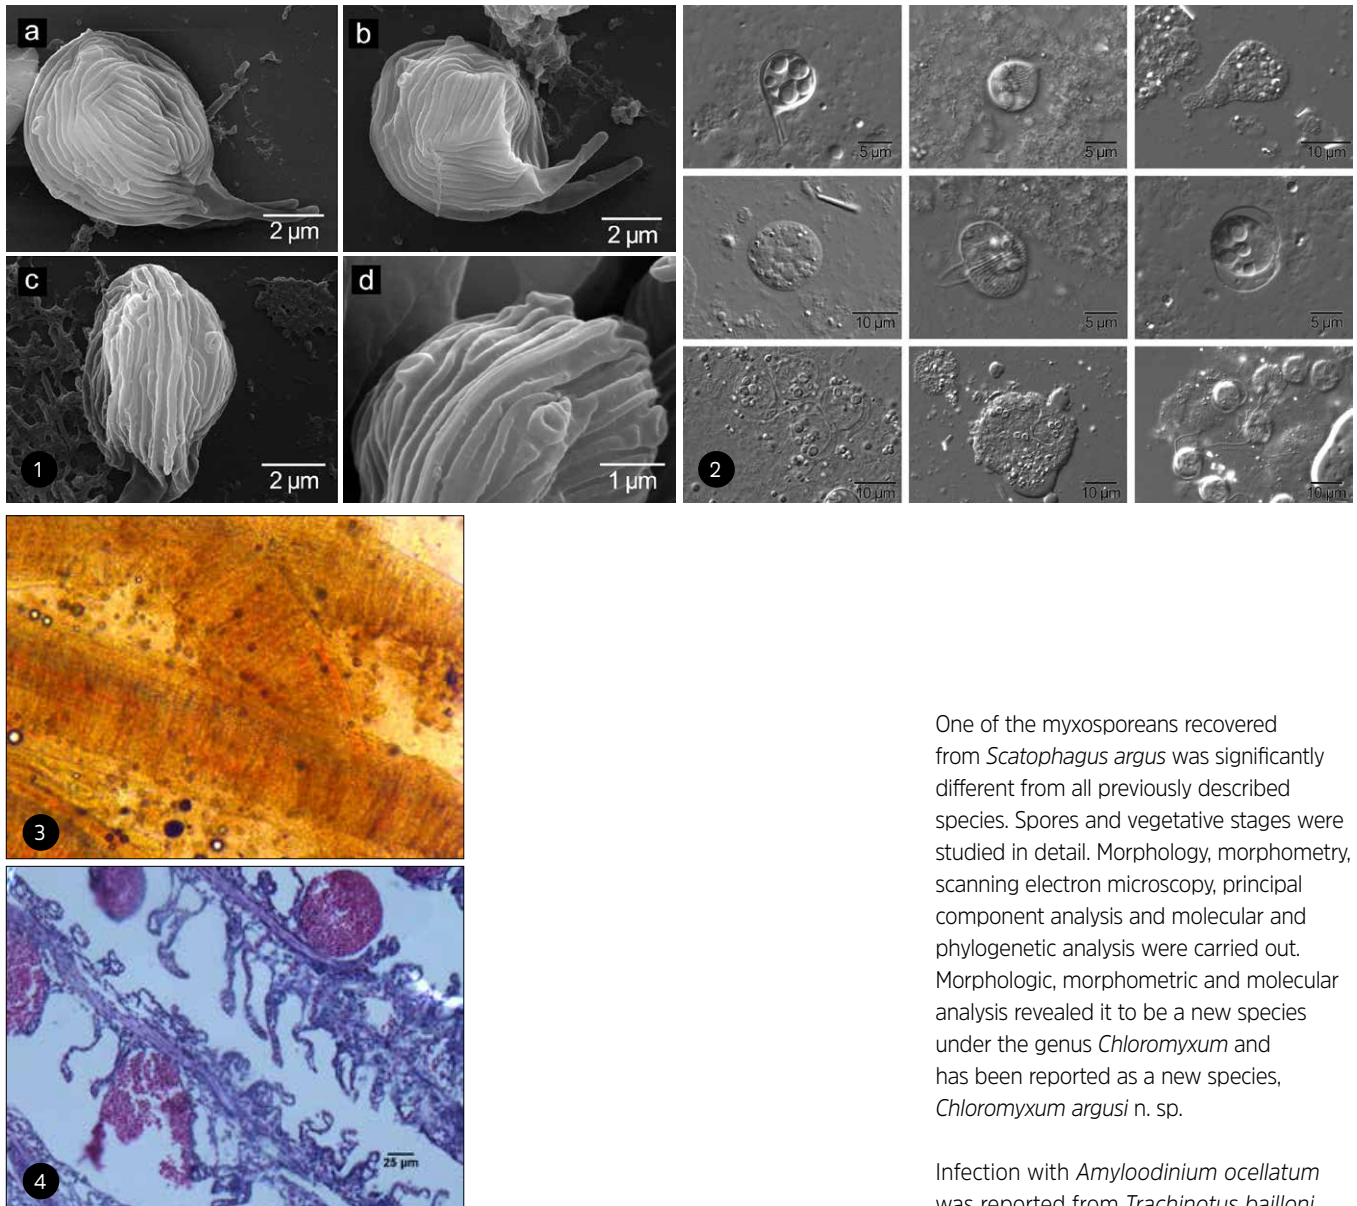 a
2 µm
b
2 µm
c
1
2 µm
d
1 µm
5 µm
5 µm
10 µm
10 µm
5 µm
5 µm
2
10 µm
10 µm
10 µm
3
4
25 µm
One of the myxosporeans recovered
from Scatophagus argus was significantly
different from all previously described
species. Spores and vegetative stages were
studied in detail. Morphology, morphometry,
scanning electron microscopy, principal
component analysis and molecular and
phylogenetic analysis were carried out.
Morphologic, morphometric and molecular
analysis revealed it to be a new species
under the genus Chloromyxum and
has been reported as a new species,
Chloromyxum argusi n. sp.
Infection with Amyloodinium ocellatum
was reported from Trachinotus bailloni